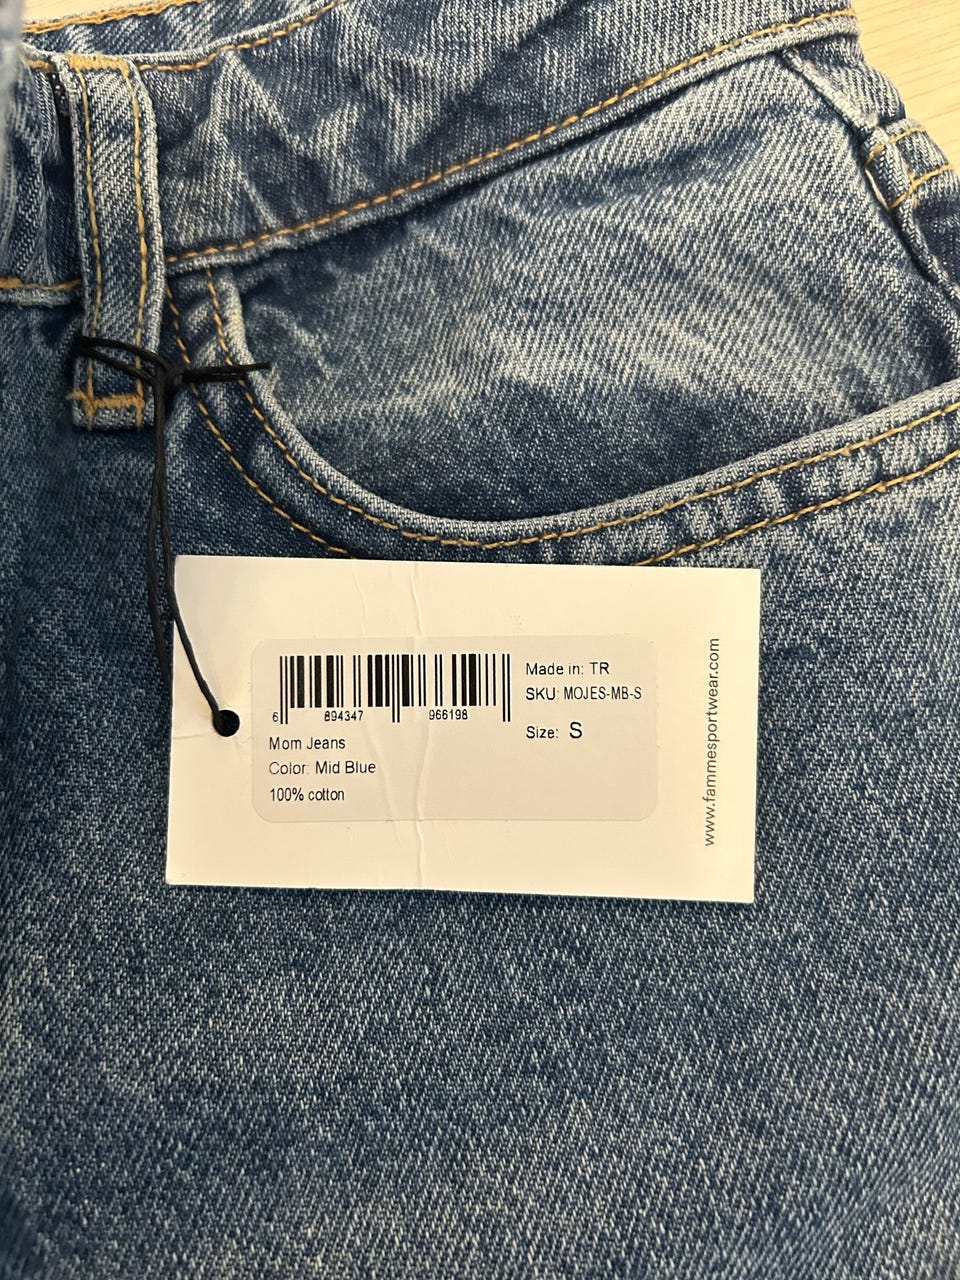 6 894347 966198
Mom Jeans
Color: Mid Blue
100% cotton
Made in: TR
SKU: MOJES-MB-S
Size: S
www.fammesportwear.com